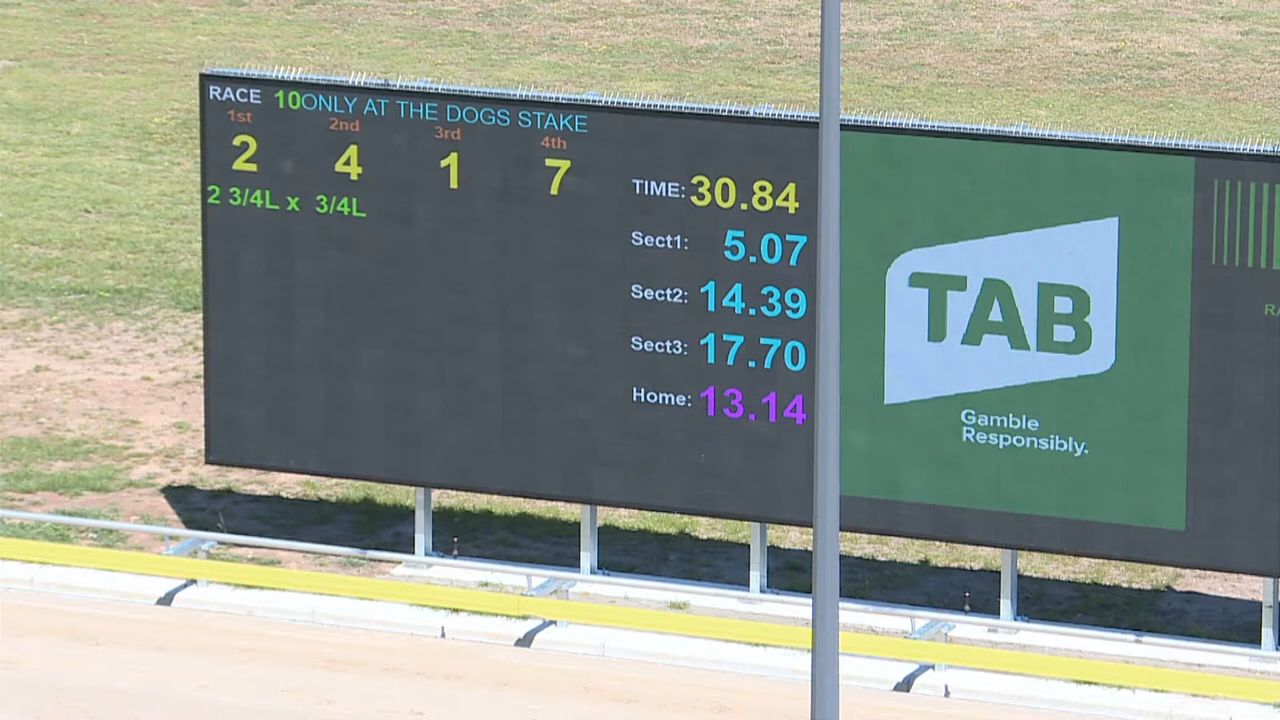 RACE 10ONLY AT THE DOGS STAKE
1st 2nd 3rd 4th
2 4 1 7
2 3/4L x 3/4L
TIME: 30.84
Sect1: 5.07
Sect2: 14.39
Sect3: 17.70
Home: 13.14
TAB
Gamble
Responsibly.